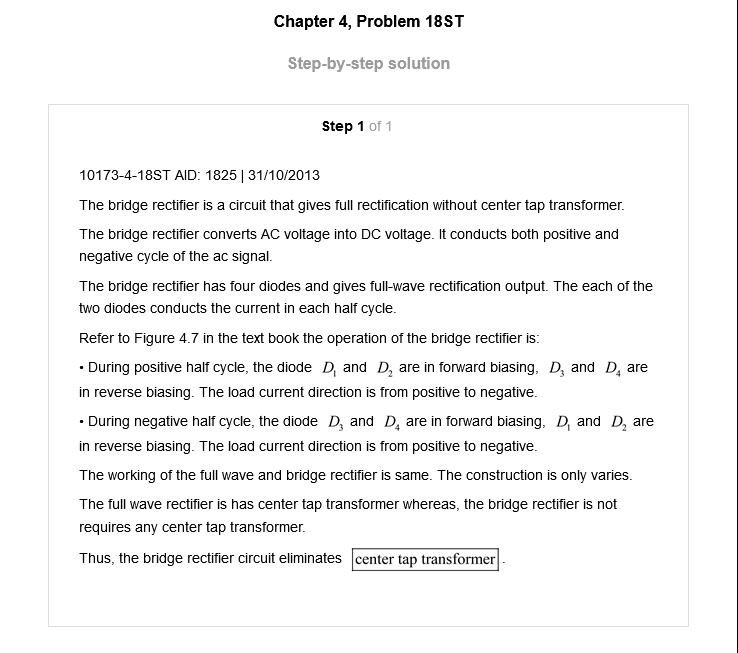 Chapter 4, Problem 18ST
Step-by-step solution
Step 1 of 1
10173-4-18ST AID: 1825 | 31/10/2013
The bridge rectifier is a circuit that gives full rectification without center tap transformer.
The bridge rectifier converts AC voltage into DC voltage. It conducts both positive and
negative cycle of the ac signal.
The bridge rectifier has four diodes and gives full-wave rectification output. The each of the
two diodes conducts the current in each half cycle.
Refer to Figure 4.7 in the text book the operation of the bridge rectifier is:
• During positive half cycle, the diode D₁ and D₂ are in forward biasing, D₃ and D₄ are
in reverse biasing. The load current direction is from positive to negative.
• During negative half cycle, the diode D₃ and D₄ are in forward biasing, D₁ and D₂ are
in reverse biasing. The load current direction is from positive to negative.
The working of the full wave and bridge rectifier is same. The construction is only varies.
The full wave rectifier is has center tap transformer whereas, the bridge rectifier is not
requires any center tap transformer.
Thus, the bridge rectifier circuit eliminates center tap transformer.